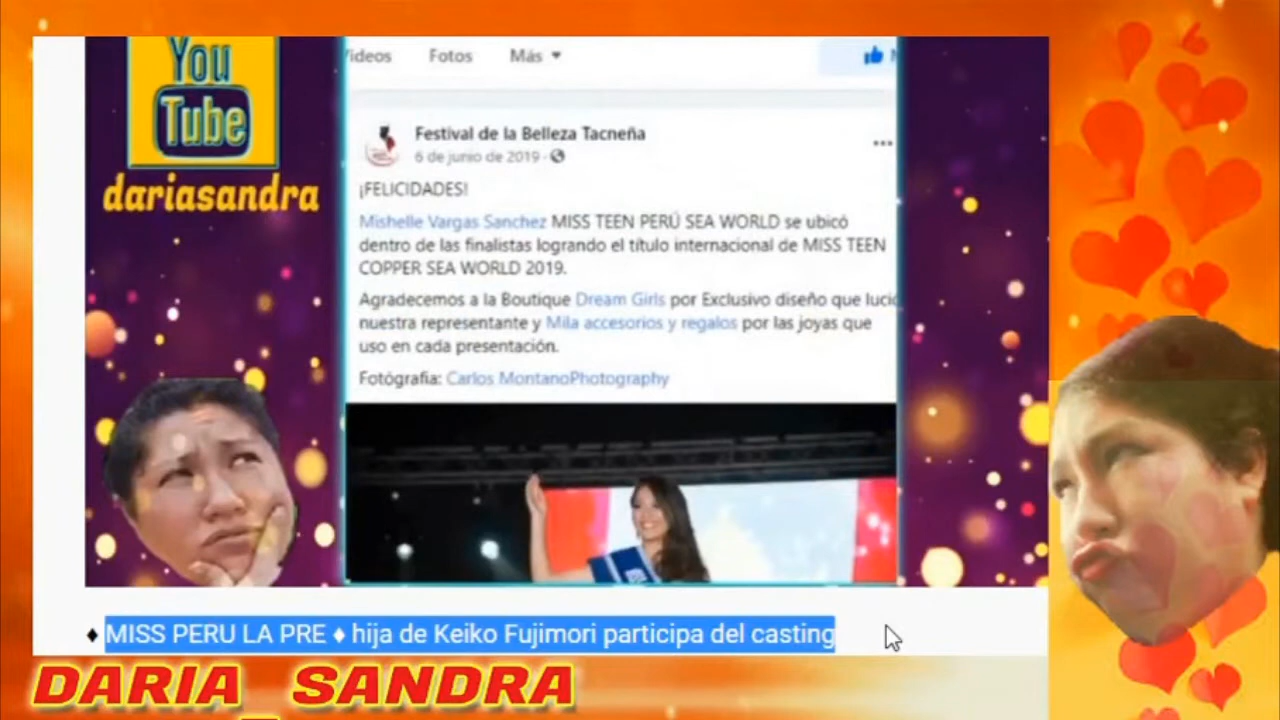 You
Tube
dariasandra
Videos Fotos Más
Festival de la Belleza Tacneña
6 de junio de 2019 ·
¡FELICIDADES!
Mishelle Vargas Sanchez MISS TEEN PERÚ SEA WORLD se ubicó
dentro de las finalistas logrando el título internacional de MISS TEEN
COPPER SEA WORLD 2019.
Agradecemos a la Boutique Dream Girls por Exclusivo diseño que lució
nuestra representante y Mila accesorios y regalos por las joyas que
uso en cada presentación.
Fotógrafia: Carlos MontanoPhotography
♦ MISS PERU LA PRE ♦ hija de Keiko Fujimori participa del casting
DARIA SANDRA